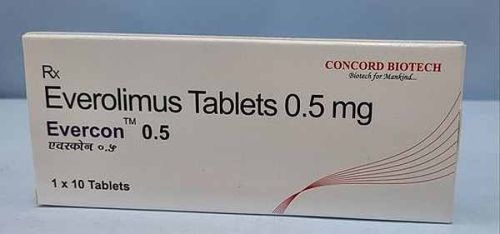 Rx
CONCORD BIOTECH
Biotech for Mankind...
Everolimus Tablets 0.5 mg
Evercon™ 0.5
एवरकोन ०.५
1 x 10 Tablets